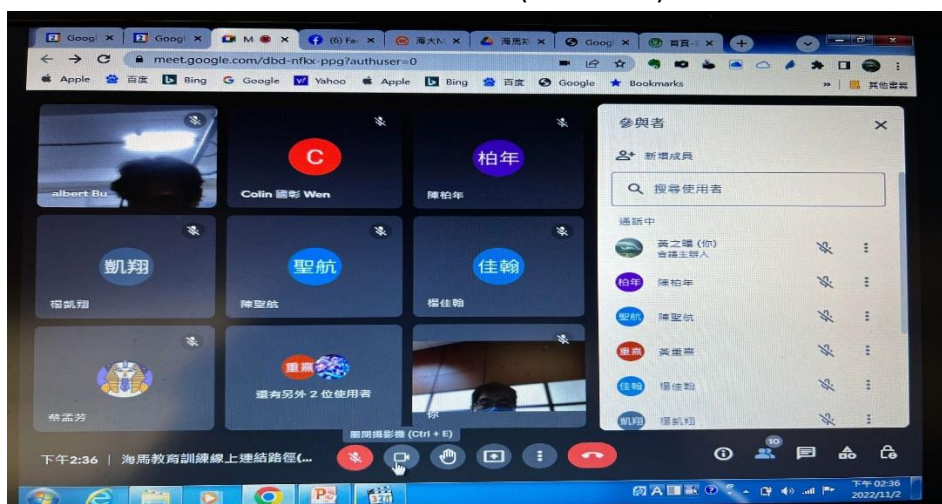 Googl
Googl
M
(6) Fa
海大N
Googl
首頁
meet.google.com/dbd-nfkx-ppg?authuser=0
Apple
百度
Bing
Google
Yahoo
Apple
Bing
百度
Google
Bookmarks
»
其他書籤
albert Bu
C
Colin 國彰 Wen
柏年
陳柏年
凱翔
楊凱翔
聖航
陳聖航
佳翰
楊佳翰
蔡孟芳
重熹
還有另外 2 位使用者
你
參與者
新增成員
搜尋使用者
通話中
(你)
會議主辦人
柏年
陳柏年
聖航
陳聖航
重熹
黃重熹
佳翰
楊佳翰
凱翔
楊凱翔
關閉攝影機 (Ctrl + E)
下午2:36 | 海馬教育訓練線上連結路徑(...
10
321
下午 02:36
2022/11/2